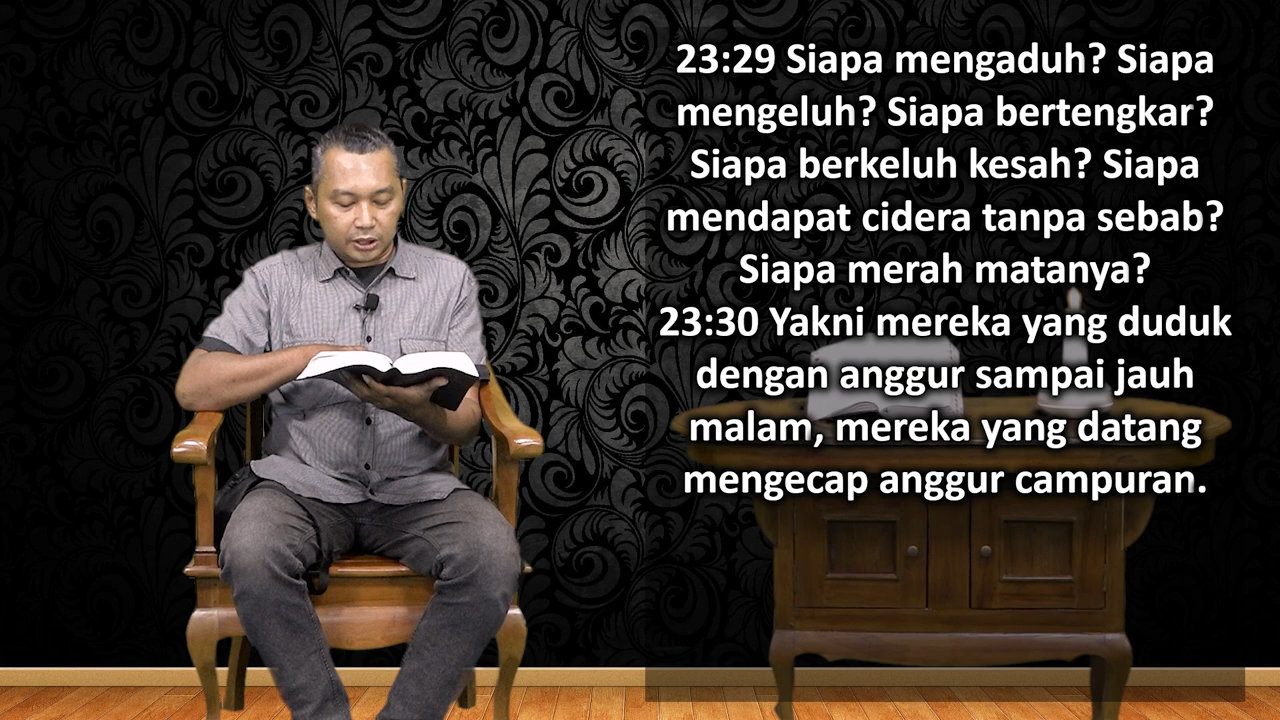 23:29 Siapa mengaduh? Siapa
mengeluh? Siapa bertengkar?
Siapa berkeluh kesah? Siapa
mendapat cidera tanpa sebab?
Siapa merah matanya?
23:30 Yakni mereka yang duduk
dengan anggur sampai jauh
malam, mereka yang datang
mengecap anggur campuran.